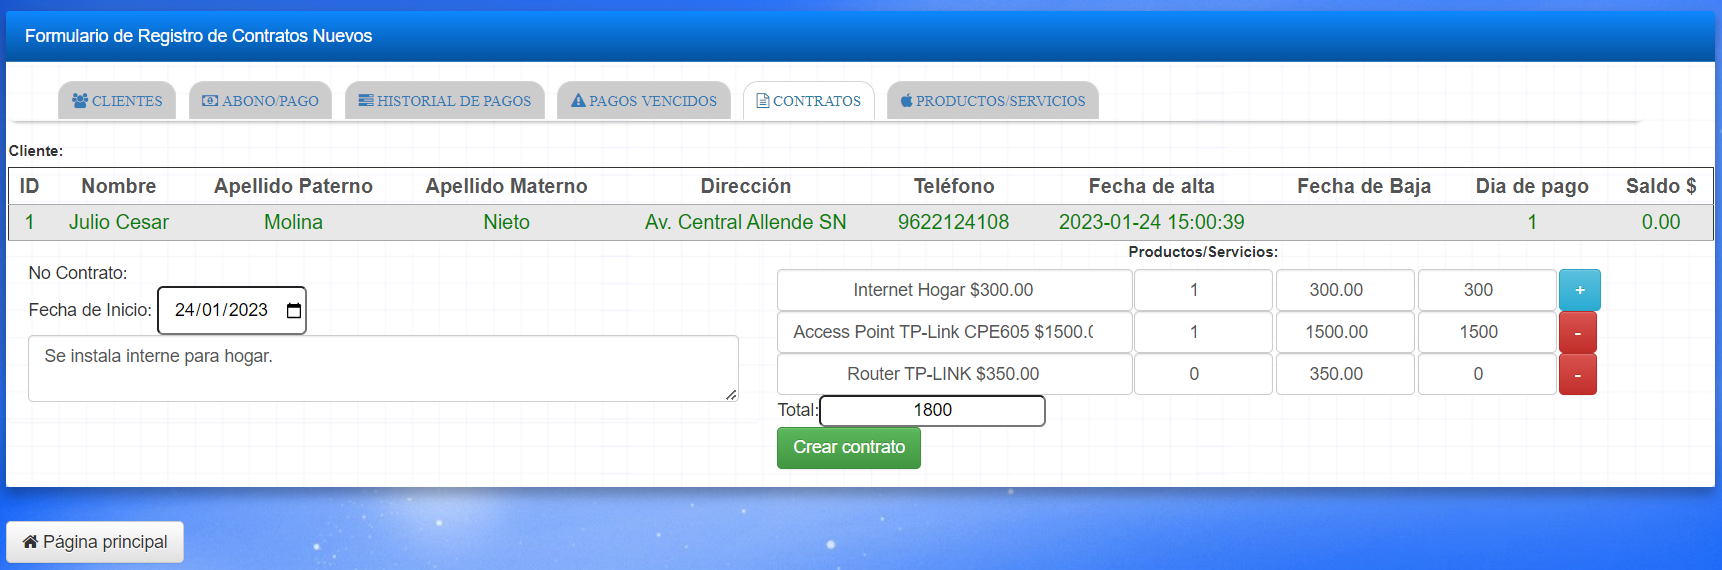 Formulario de Registro de Contratos Nuevos
CLIENTES ABONO/PAGO HISTORIAL DE PAGOS PAGOS VENCIDOS CONTRATOS PRODUCTOS/SERVICIOS
Cliente:
ID Nombre Apellido Paterno Apellido Materno Dirección Teléfono Fecha de alta Fecha de Baja Dia de pago Saldo $
1 Julio Cesar Molina Nieto Av. Central Allende SN 9622124108 2023-01-24 15:00:39 1 0.00
No Contrato:
Fecha de Inicio: 24/01/2023
Se instala interne para hogar.
Productos/Servicios:
Internet Hogar $300.00 1 300.00 300 +
Access Point TP-Link CPE605 $1500.0 1 1500.00 1500 -
Router TP-LINK $350.00 0 350.00 0 -
Total: 1800
Crear contrato
Página principal